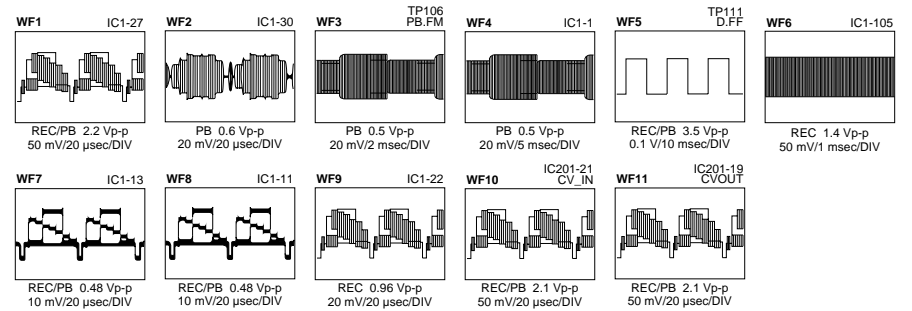 WF1 IC1-27
REC/PB 2.2 Vp-p
50 mV/20 µsec/DIV
WF2 IC1-30
PB 0.6 Vp-p
20 mV/20 µsec/DIV
TP106
WF3 PB.FM
PB 0.5 Vp-p
20 mV/2 msec/DIV
WF4 IC1-1
PB 0.5 Vp-p
20 mV/5 msec/DIV
TP111
WF5 D.FF
REC/PB 3.5 Vp-p
0.1 V/10 msec/DIV
WF6 IC1-105
REC 1.4 Vp-p
50 mV/1 msec/DIV
WF7 IC1-13
REC/PB 0.48 Vp-p
10 mV/20 µsec/DIV
WF8 IC1-11
REC/PB 0.48 Vp-p
10 mV/20 µsec/DIV
WF9 IC1-22
REC 0.96 Vp-p
20 mV/20 µsec/DIV
IC201-21
WF10 CV_IN
REC/PB 2.1 Vp-p
50 mV/20 µsec/DIV
IC201-19
WF11 CVOUT
REC/PB 2.1 Vp-p
50 mV/20 µsec/DIV